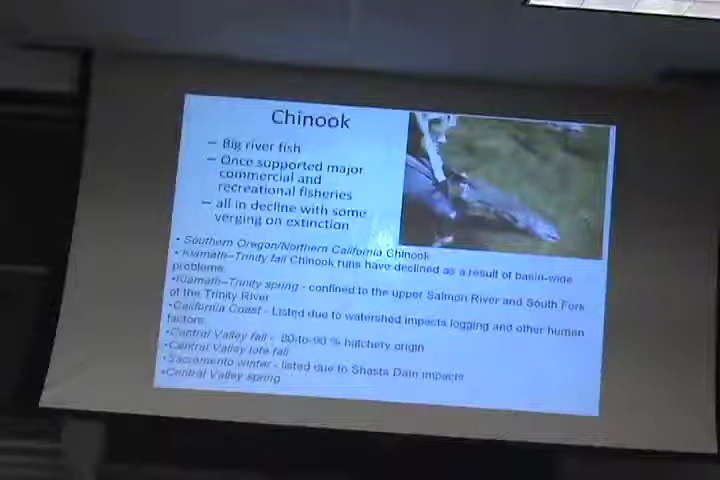 Chinook
– Big river fish
– Once supported major
commercial and
recreational fisheries
– all in decline with some
verging on extinction
• Southern Oregon/Northern California Chinook
• Klamath–Trinity fall Chinook runs have declined as a result of basin-wide
problems
•Klamath–Trinity spring - confined to the upper Salmon River and South Fork
of the Trinity River
•California Coast - Listed due to watershed impacts logging and other human
factors
•Central Valley fall - 80-to-90 % hatchery origin
•Central Valley late fall
•Sacramento winter - listed due to Shasta Dam impacts
•Central Valley spring